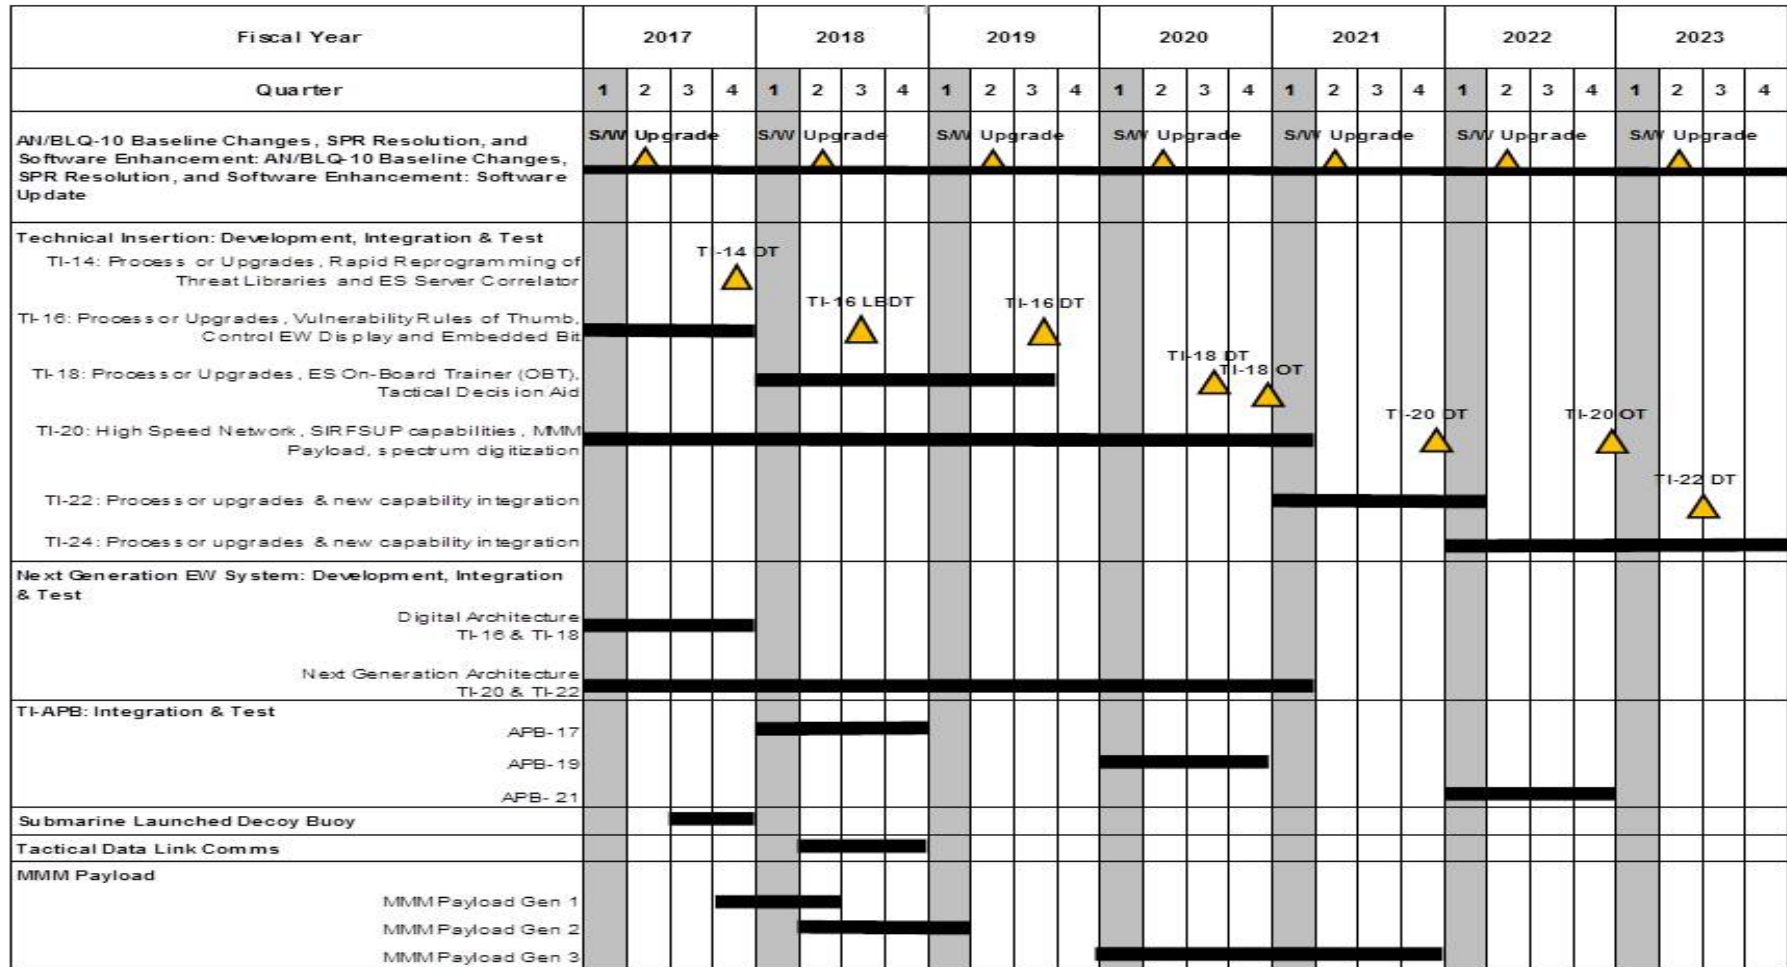 Fiscal Year 2017 2018 2019 2020 2021 2022 2023
Quarter 1 2 3 4 1 2 3 4 1 2 3 4 1 2 3 4 1 2 3 4 1 2 3 4 1 2 3 4
S/W Upgrade S/W Upgrade S/W Upgrade S/W Upgrade S/W Upgrade S/W Upgrade S/W Upgrade
AN/BLQ-10 Baseline Changes, SPR Resolution, and
Software Enhancement: AN/BLQ-10 Baseline Changes,
SPR Resolution, and Software Enhancement: Software
Update
Technical Insertion: Development, Integration & Test
TI-14 DT
TI-14: Processor Upgrades, Rapid Reprogramming of
Threat Libraries and ES Server Correlator
TI-16 LBDT TI-16 DT
TI-16: Processor Upgrades, Vulnerability Rules of Thumb,
Control EW Display and Embedded Bit
TI-18 DT
TI-18 OT
TI-18: Processor Upgrades, ES On-Board Trainer (OBT),
Tactical Decision Aid
TI-20 DT TI-20 OT
TI-20: High Speed Network, SIRFSUP capabilities, MMM
Payload, spectrum digitization
TI-22 DT
TI-22: Processor upgrades & new capability integration
TI-24: Processor upgrades & new capability integration
Next Generation EW System: Development, Integration
& Test
Digital Architecture
TI-16 & TI-18
Next Generation Architecture
TI-20 & TI-22
TI-APB: Integration & Test
APB-17
APB-19
APB-21
Submarine Launched Decoy Buoy
Tactical Data Link Comms
MMM Payload
MMM Payload Gen 1
MMM Payload Gen 2
MMM Payload Gen 3